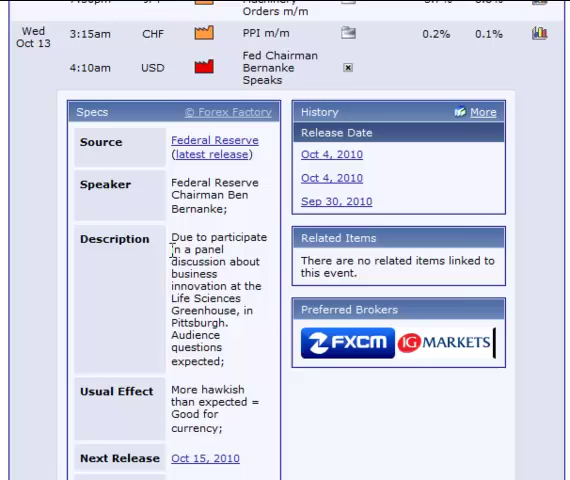 Machinery
Orders m/m
Wed
Oct 13
3:15am CHF PPI m/m 0.2% 0.1%
4:10am USD Fed Chairman
Bernanke
Speaks
Specs © Forex Factory
Source Federal Reserve
(latest release)
Speaker Federal Reserve
Chairman Ben
Bernanke;
Description Due to participate
in a panel
discussion about
business
innovation at the
Life Sciences
Greenhouse, in
Pittsburgh.
Audience
questions
expected;
Usual Effect More hawkish
than expected =
Good for
currency;
Next Release Oct 15, 2010
History More
Release Date
Oct 4, 2010
Oct 4, 2010
Sep 30, 2010
Related Items
There are no related items linked to
this event.
Preferred Brokers
FXCM IG MARKETS